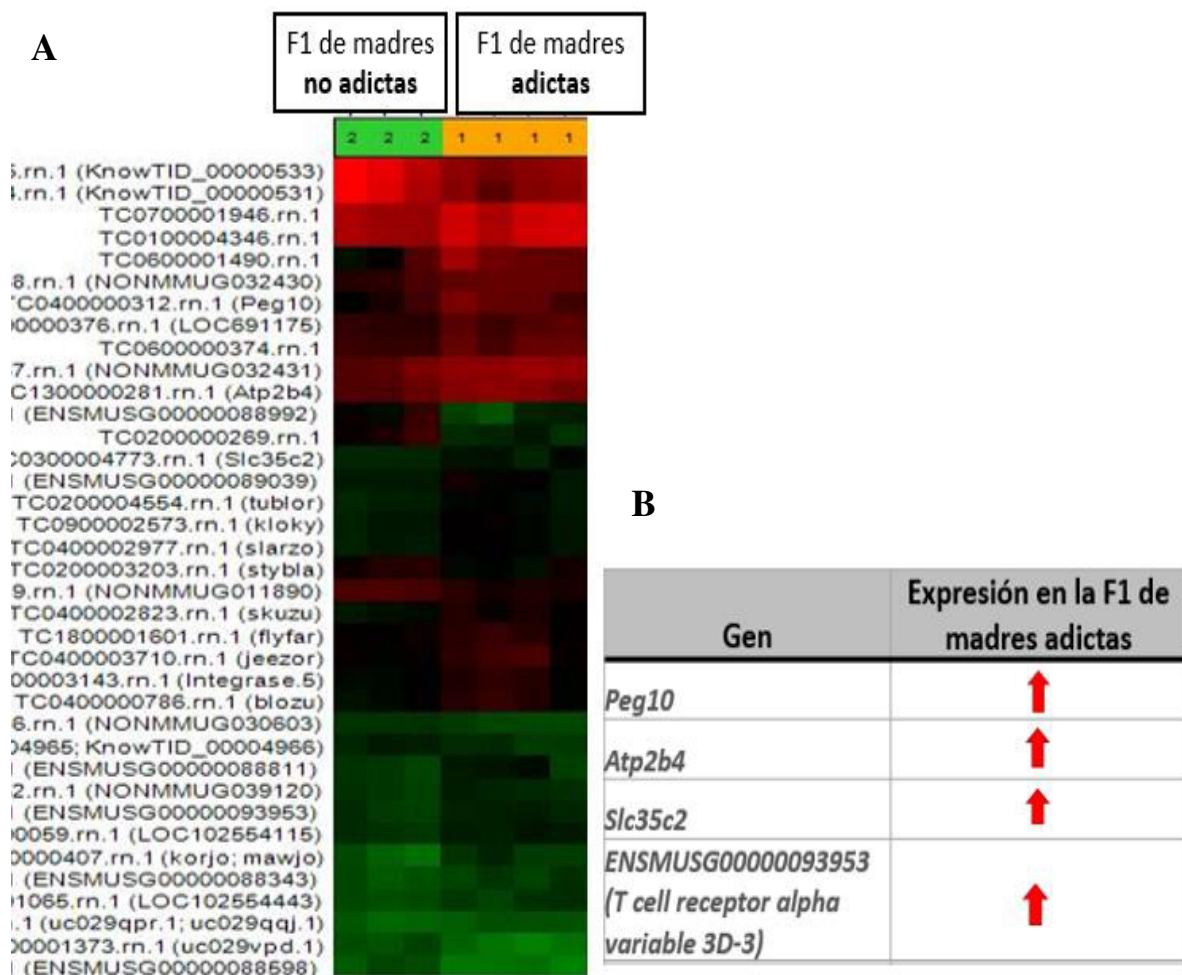 A
F1 de madres
no adictas
F1 de madres
adictas
2 2 2 1 1 1 1
.rn.1 (KnowTID_00000533)
.rn.1 (KnowTID_00000531)
TC0700001946.rn.1
TC0100004346.rn.1
TC0600001490.rn.1
8.rn.1 (NONMMUG032430)
TC0400000312.rn.1 (Peg10)
00000376.rn.1 (LOC691175)
TC0600000374.rn.1
7.rn.1 (NONMMUG032431)
C1300000281.rn.1 (Atp2b4)
(ENSMUSG00000088992)
TC0200000269.rn.1
0300004773.rn.1 (Slc35c2)
(ENSMUSG00000089039)
TC0200004554.rn.1 (tublor)
TC0900002573.rn.1 (kloky)
TC0400002977.rn.1 (slarzo)
TC0200003203.rn.1 (stybla)
9.rn.1 (NONMMUG011890)
TC0400002823.rn.1 (skuzu)
TC1800001601.rn.1 (flyfar)
TC0400003710.rn.1 (jeezor)
00003143.rn.1 (Integrase.5)
TC0400000786.rn.1 (blozu)
6.rn.1 (NONMMUG030603)
04965; KnowTID_00004966)
(ENSMUSG00000088811)
2.rn.1 (NONMMUG039120)
(ENSMUSG00000093953)
0059.rn.1 (LOC102554115)
0000407.rn.1 (korjo; mawjo)
(ENSMUSG00000088343)
01065.rn.1 (LOC102554443)
.1 (uc029qpr.1; uc029qqj.1)
00001373.rn.1 (uc029vpd.1)
(ENSMUSG00000088598)
B
Gen
Expresión en la F1 de
madres adictas
Peg10
Atp2b4
Slc35c2
ENSMUSG00000093953
(T cell receptor alpha
variable 3D-3)